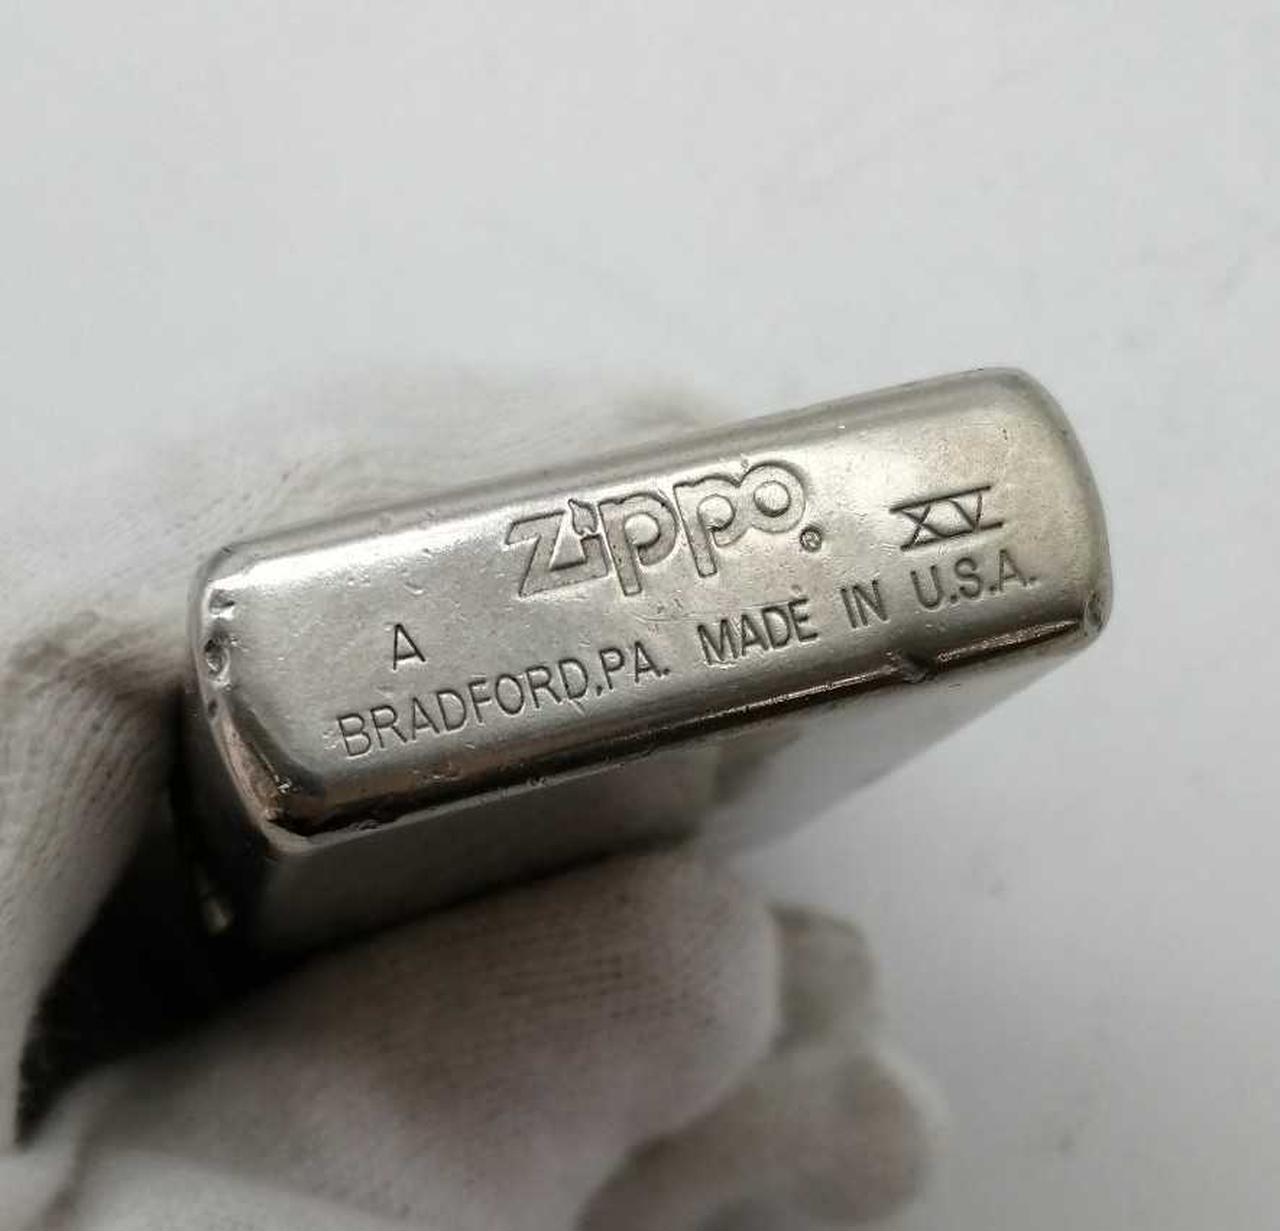 Zippo®
A XV
BRADFORD,PA. MADE IN U.S.A.